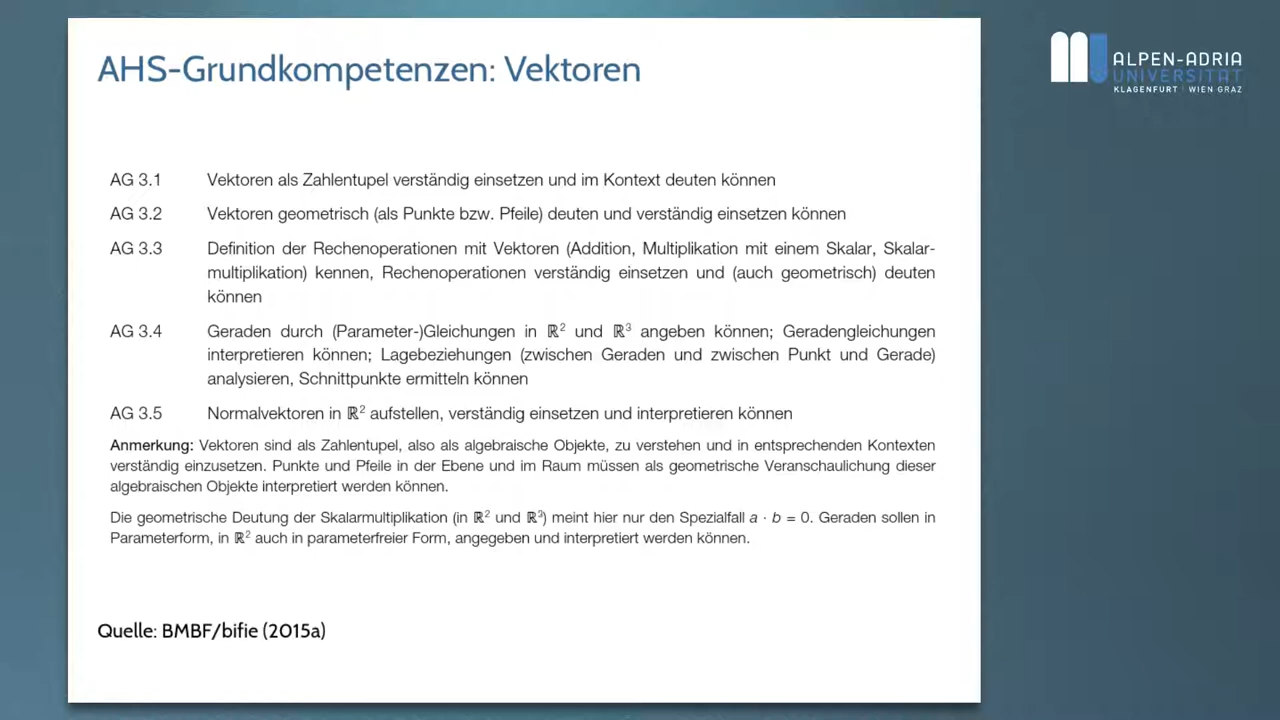 AHS-Grundkompetenzen: Vektoren
ALPEN-ADRIA
UNIVERSITÄT
KLAGENFURT | WIEN GRAZ
AG 3.1 Vektoren als Zahlentupel verständig einsetzen und im Kontext deuten können
AG 3.2 Vektoren geometrisch (als Punkte bzw. Pfeile) deuten und verständig einsetzen können
AG 3.3 Definition der Rechenoperationen mit Vektoren (Addition, Multiplikation mit einem Skalar, Skalar-
multiplikation) kennen, Rechenoperationen verständig einsetzen und (auch geometrisch) deuten
können
AG 3.4 Geraden durch (Parameter-)Gleichungen in ℝ² und ℝ³ angeben können; Geradengleichungen
interpretieren können; Lagebeziehungen (zwischen Geraden und zwischen Punkt und Gerade)
analysieren, Schnittpunkte ermitteln können
AG 3.5 Normalvektoren in ℝ² aufstellen, verständig einsetzen und interpretieren können
Anmerkung: Vektoren sind als Zahlentupel, also als algebraische Objekte, zu verstehen und in entsprechenden Kontexten
verständig einzusetzen. Punkte und Pfeile in der Ebene und im Raum müssen als geometrische Veranschaulichung dieser
algebraischen Objekte interpretiert werden können.
Die geometrische Deutung der Skalarmultiplikation (in ℝ² und ℝ³) meint hier nur den Spezialfall a · b = 0. Geraden sollen in
Parameterform, in ℝ² auch in parameterfreier Form, angegeben und interpretiert werden können.
Quelle: BMBF/bifie (2015a)